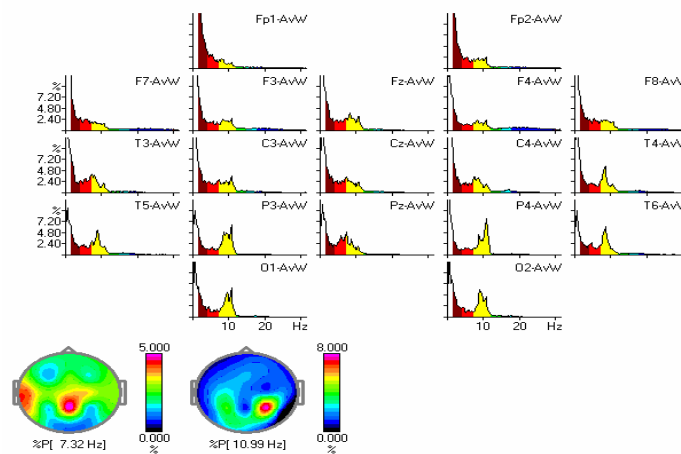 Fp1-AvW Fp2-AvW
F7-AvW F3-AvW Fz-AvW F4-AvW F8-AvW
%
7.20
4.80
2.40
T3-AvW C3-AvW Cz-AvW C4-AvW T4-AvW
%
7.20
4.80
2.40
T5-AvW P3-AvW Pz-AvW P4-AvW T6-AvW
%
7.20
4.80
2.40
O1-AvW O2-AvW
10 20 Hz 10 20 Hz
5.000 8.000
0.000 0.000
% %
%P[ 7.32 Hz] %P[ 10.99 Hz]